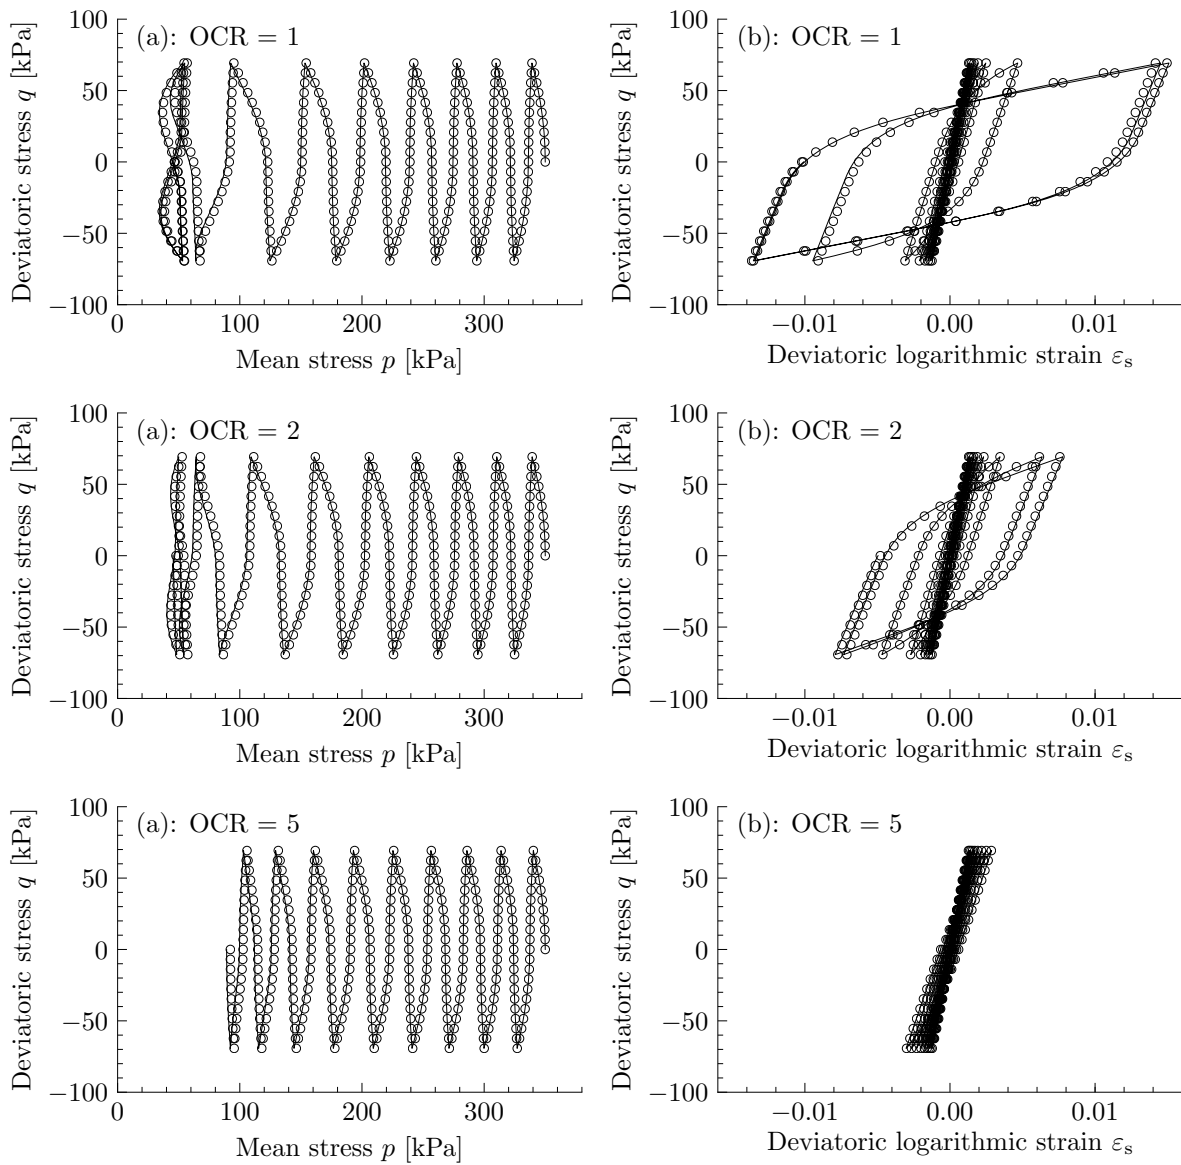 (a): OCR = 1
Deviatoric stress q [kPa]
100
50
0
−50
−100
0
100
200
300
Mean stress p [kPa]
(b): OCR = 1
Deviatoric stress q [kPa]
100
50
0
−50
−100
−0.01
0.00
0.01
Deviatoric logarithmic strain εs
(a): OCR = 2
Deviatoric stress q [kPa]
100
50
0
−50
−100
0
100
200
300
Mean stress p [kPa]
(b): OCR = 2
Deviatoric stress q [kPa]
100
50
0
−50
−100
−0.01
0.00
0.01
Deviatoric logarithmic strain εs
(a): OCR = 5
Deviatoric stress q [kPa]
100
50
0
−50
−100
0
100
200
300
Mean stress p [kPa]
(b): OCR = 5
Deviatoric stress q [kPa]
100
50
0
−50
−100
−0.01
0.00
0.01
Deviatoric logarithmic strain εs